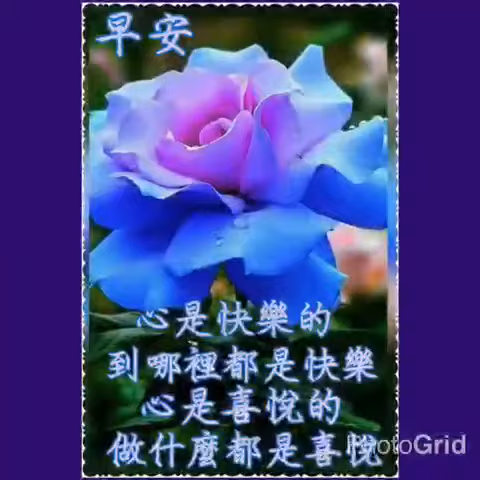 早安
心是快樂的
到哪裡都是快樂
心是喜悅的
做什麼都是喜悅
PhotoGrid